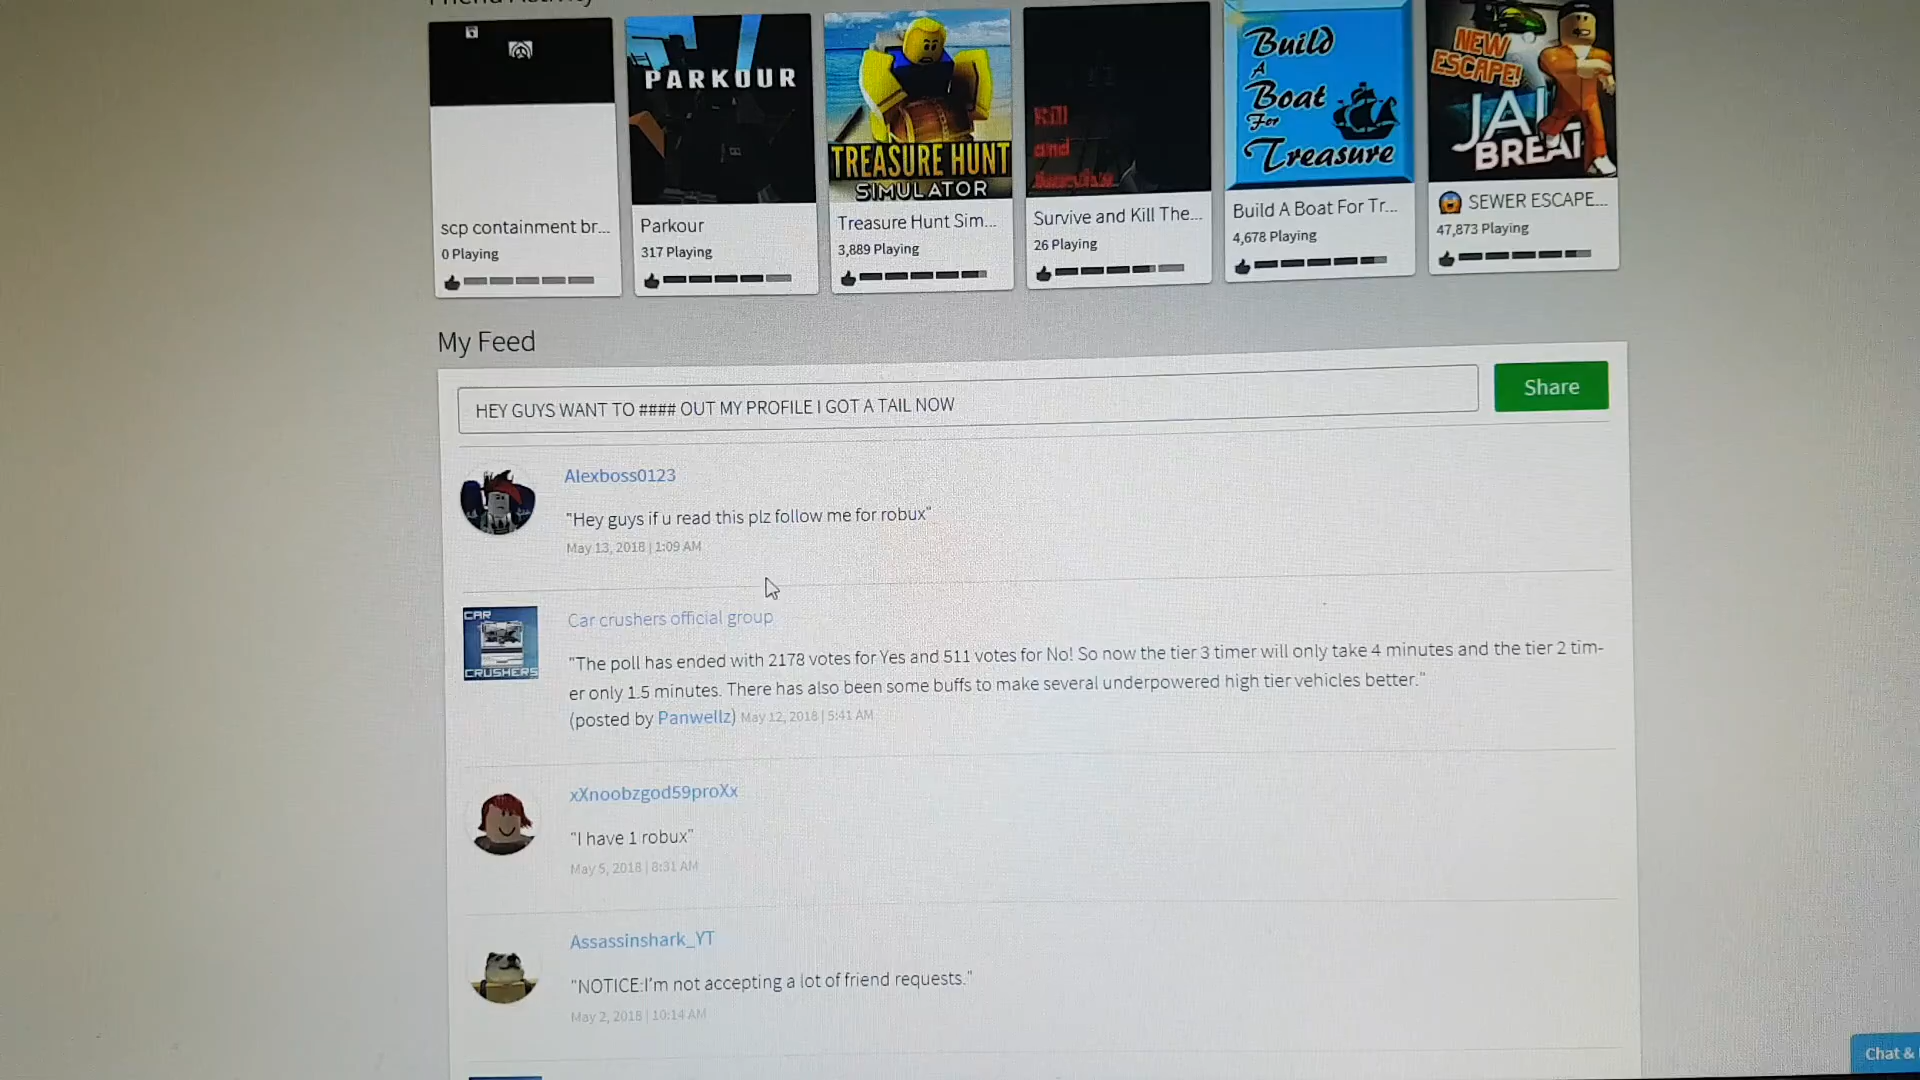 Friend Activity
PARKOUR
TREASURE HUNT
SIMULATOR
Kill
and
Survive
Build
A
Boat
For
Treasure
NEW
ESCAPE!
JAIL
BREAK
scp containment br...
0 Playing
Parkour
317 Playing
Treasure Hunt Sim...
3,889 Playing
Survive and Kill The...
26 Playing
Build A Boat For Tr...
4,678 Playing
SEWER ESCAPE...
47,873 Playing
My Feed
HEY GUYS WANT TO #### OUT MY PROFILE I GOT A TAIL NOW
Share
Alexboss0123
"Hey guys if u read this plz follow me for robux"
May 13, 2018 | 1:09 AM
CAR
CRUSHERS
Car crushers official group
"The poll has ended with 2178 votes for Yes and 511 votes for No! So now the tier 3 timer will only take 4 minutes and the tier 2 tim-
er only 1.5 minutes. There has also been some buffs to make several underpowered high tier vehicles better."
(posted by Panwellz) May 12, 2018 | 5:41 AM
xXnoobzgod59proXx
"I have 1 robux"
May 5, 2018 | 8:31 AM
Assassinshark_YT
"NOTICE:I'm not accepting a lot of friend requests."
May 2, 2018 | 10:14 AM
Chat &